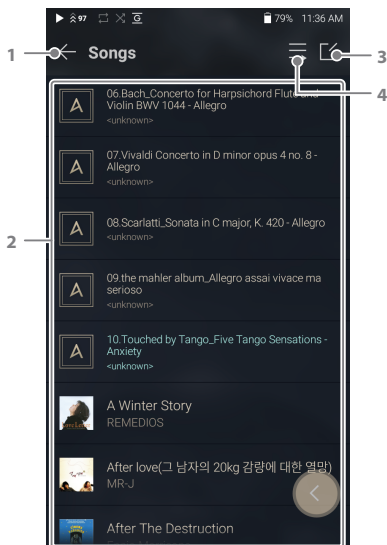 97 G 79% 11:36 AM
1 Songs 3
4
06.Bach_Concerto for Harpsichord Flute and
Violin BWV 1044 - Allegro
<unknown>
07.Vivaldi Concerto in D minor opus 4 no. 8 -
Allegro
<unknown>
2
08.Scarlatti_Sonata in C major, K. 420 - Allegro
<unknown>
09.the mahler album_Allegro assai vivace ma
serioso
<unknown>
10.Touched by Tango_Five Tango Sensations -
Anxiety
<unknown>
A Winter Story
REMEDIOS
After love(그 남자의 20kg 감량에 대한 열망)
MR-J
After The Destruction